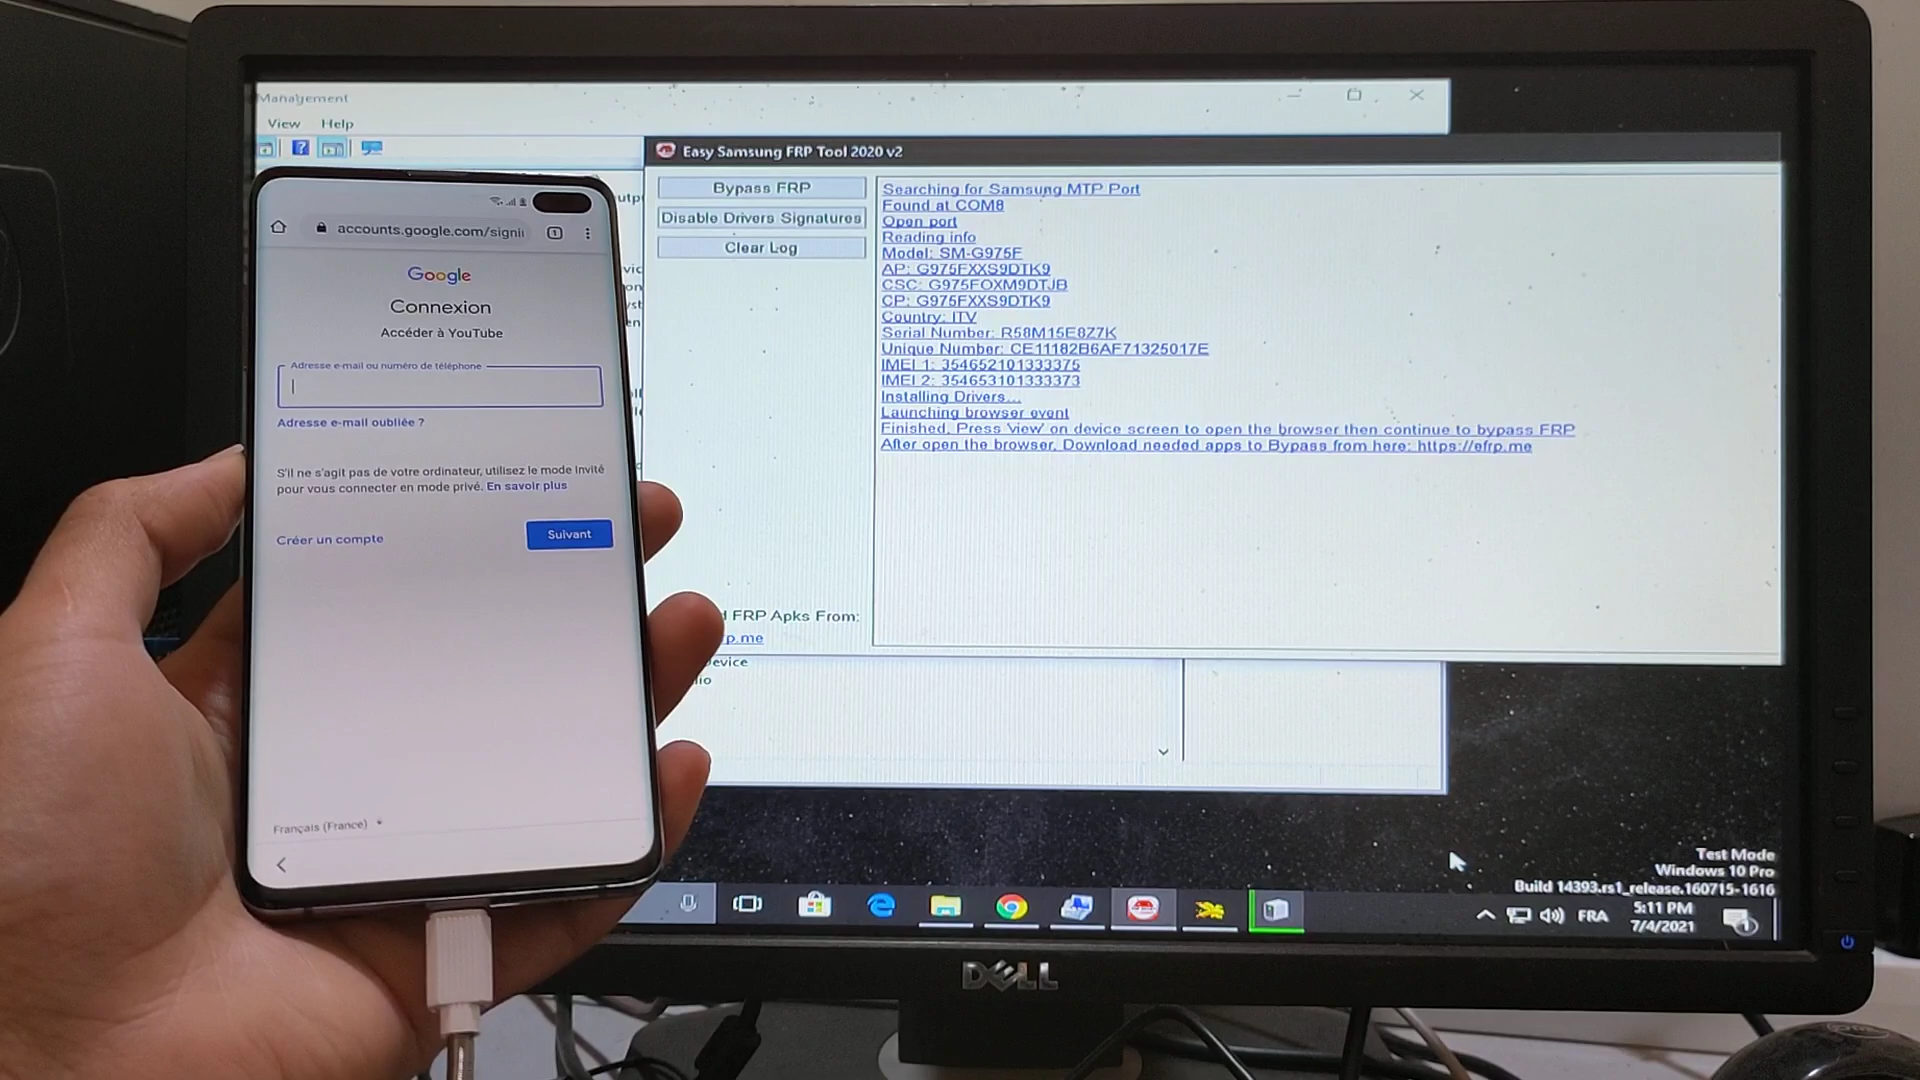 Management
View Help
Easy Samsung FRP Tool 2020 v2
Bypass FRP
Disable Drivers Signatures
Clear Log
Searching for Samsung MTP Port
Found at COM8
Open port
Reading info
Model: SM-G975F
AP: G975FXXS9DTK9
CSC: G975FOXM9DTJB
CP: G975FXXS9DTK9
Country: ITV
Serial Number: R58M15E8Z7K
Unique Number: CE11182B6AF71325017E
IMEI 1: 354652101333375
IMEI 2: 354653101333373
Installing Drivers...
Launching browser event
Finished, Press 'view' on device screen to open the browser then continue to bypass FRP
After open the browser, Download needed apps to Bypass from here: https://efrp.me
FRP Apks From:
rp.me
evice
accounts.google.com/signi
1
Google
Connexion
Accéder à YouTube
Adresse e-mail ou numéro de téléphone
Adresse e-mail oubliée ?
S'il ne s'agit pas de votre ordinateur, utilisez le mode Invité
pour vous connecter en mode privé. En savoir plus
Créer un compte
Suivant
Français (France)
Test Mode
Windows 10 Pro
Build 14393.rs1_release.160715-1616
FRA
5:11 PM
7/4/2021
1
DELL